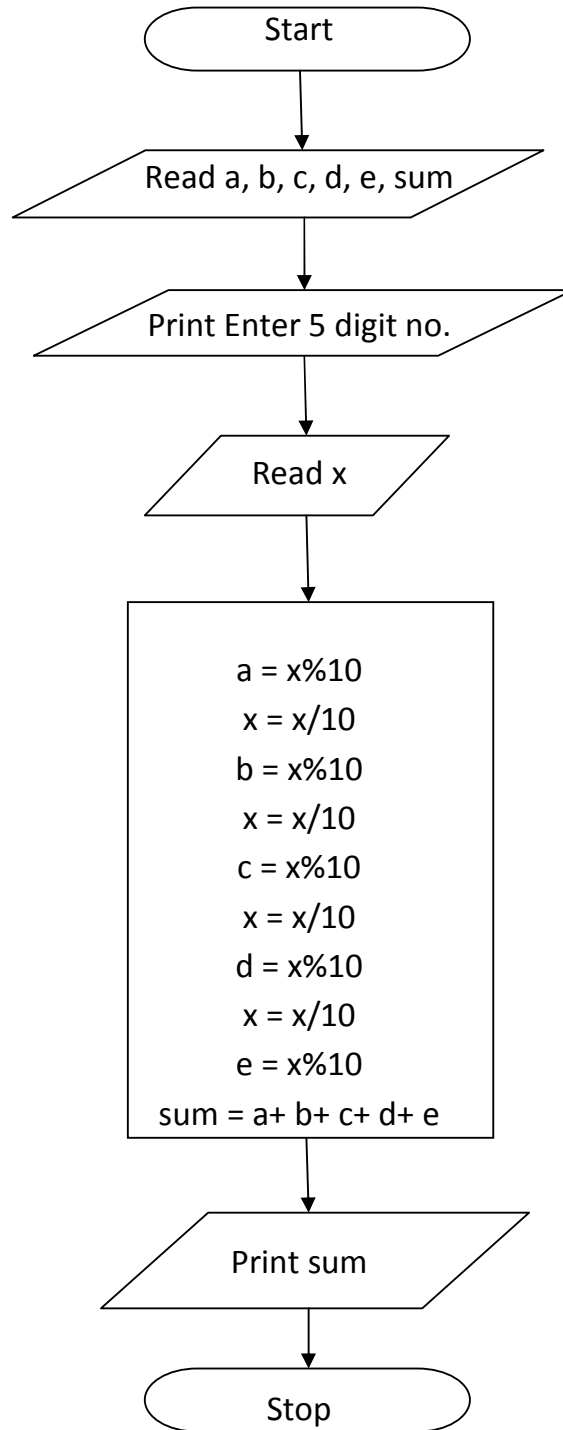 Start
Read a, b, c, d, e, sum
Print Enter 5 digit no.
Read x
a = x%10
x = x/10
b = x%10
x = x/10
c = x%10
x = x/10
d = x%10
x = x/10
e = x%10
sum = a+ b+ c+ d+ e
Print sum
Stop